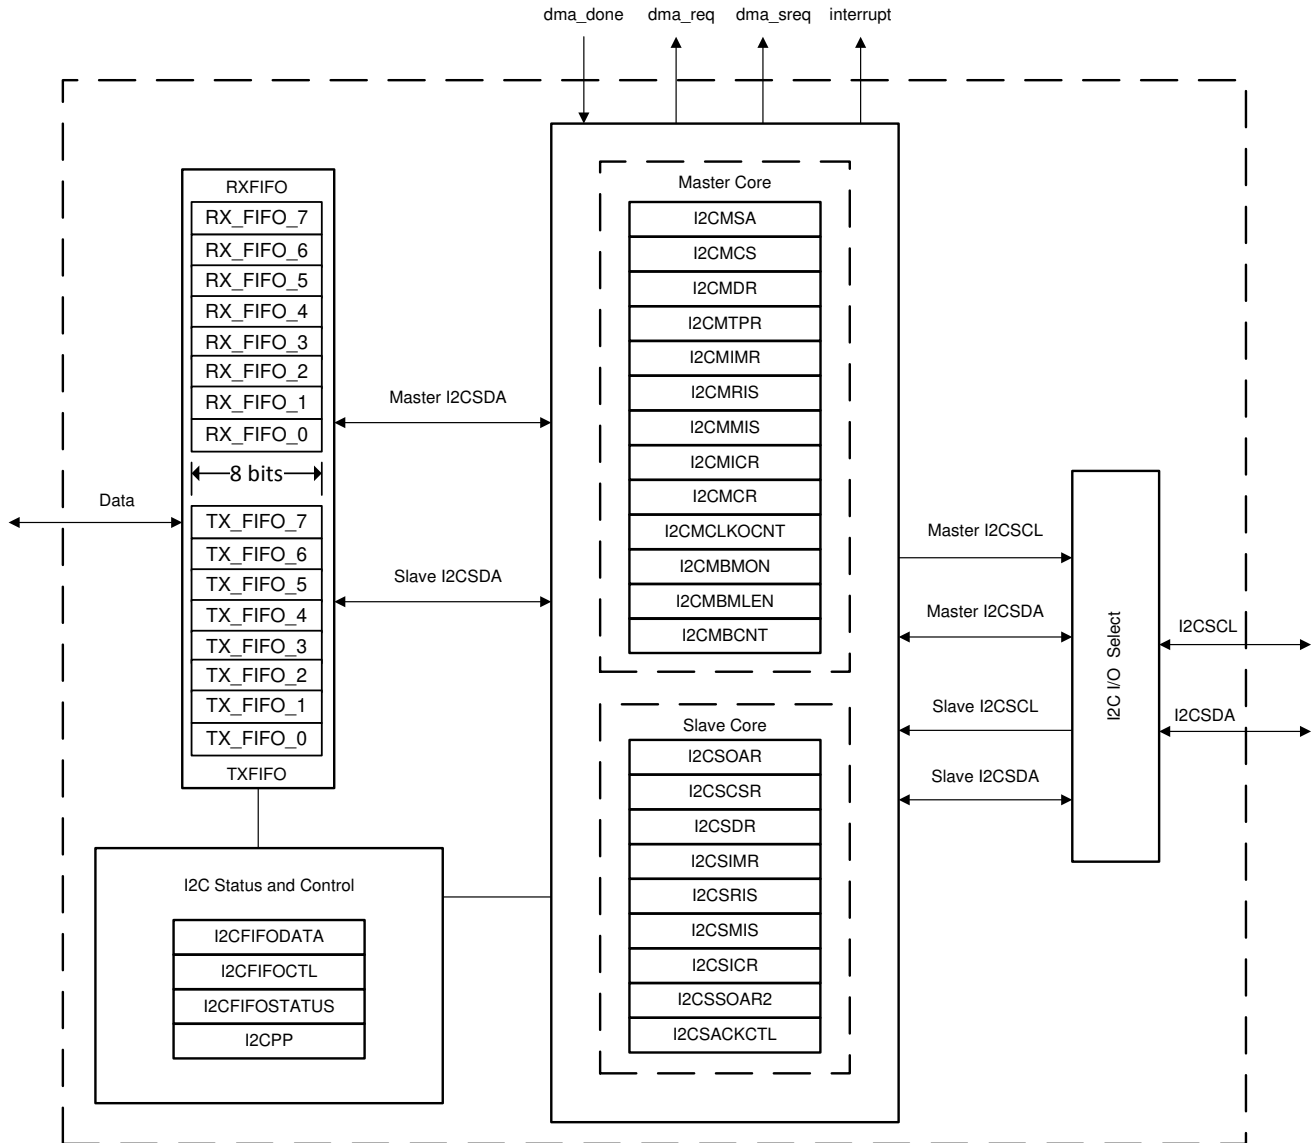 dma_done
dma_req
dma_sreq
interrupt
RXFIFO
RX_FIFO_7
RX_FIFO_6
RX_FIFO_5
RX_FIFO_4
RX_FIFO_3
RX_FIFO_2
RX_FIFO_1
RX_FIFO_0
8 bits
TX_FIFO_7
TX_FIFO_6
TX_FIFO_5
TX_FIFO_4
TX_FIFO_3
TX_FIFO_2
TX_FIFO_1
TX_FIFO_0
TXFIFO
Data
Master I2CSDA
Slave I2CSDA
I2C Status and Control
I2CFIFODATA
I2CFIFOCTL
I2CFIFOSTATUS
I2CPP
Master Core
I2CMSA
I2CMCS
I2CMDR
I2CMTPR
I2CMIMR
I2CMRIS
I2CMMIS
I2CMICR
I2CMCR
I2CMCLKOCNT
I2CMBMON
I2CMBMLEN
I2CMBCNT
Slave Core
I2CSOAR
I2CSCSR
I2CSDR
I2CSIMR
I2CSRIS
I2CSMIS
I2CSICR
I2CSSOAR2
I2CSACKCTL
Master I2CSCL
Master I2CSDA
Slave I2CSCL
Slave I2CSDA
I2C I/O Select
I2CSCL
I2CSDA